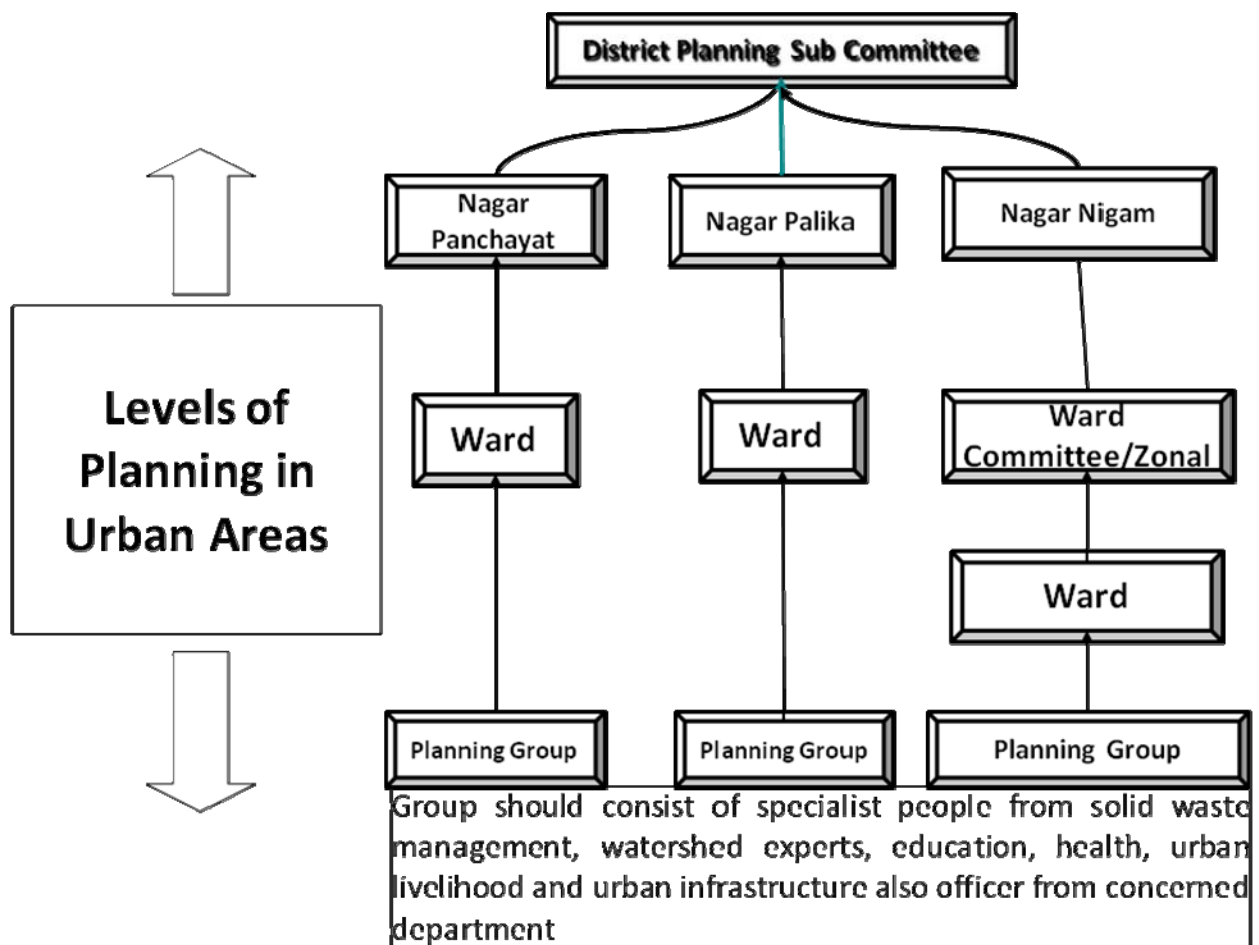 District Planning Sub Committee
Nagar
Panchayat
Nagar Palika
Nagar Nigam
Levels of
Planning in
Urban Areas
Ward
Ward
Ward
Committee/Zonal
Ward
Planning Group
Planning Group
Planning Group
Group should consist of specialist people from solid waste
management, watershed experts, education, health, urban
livelihood and urban infrastructure also officer from concerned
department